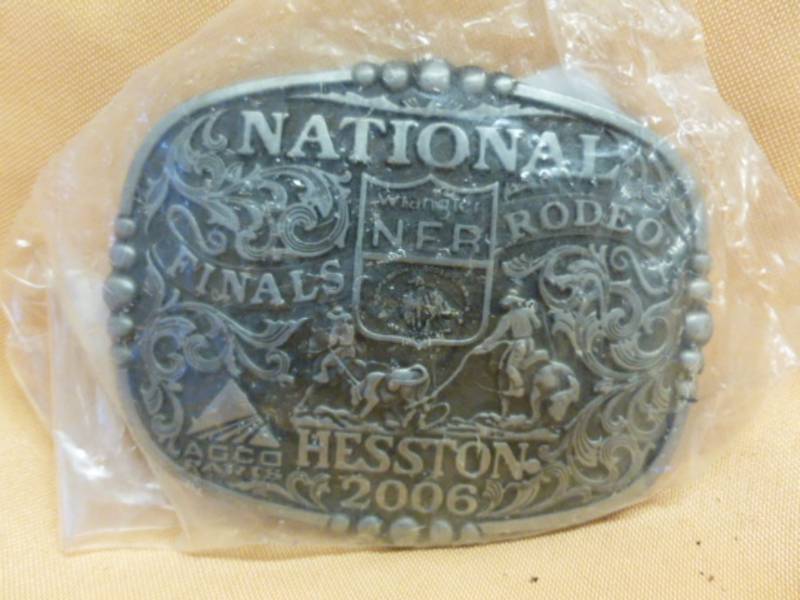 NATIONAL
Wrangler
NFR
RODEO
FINALS
AGCO
HESSTON
2006